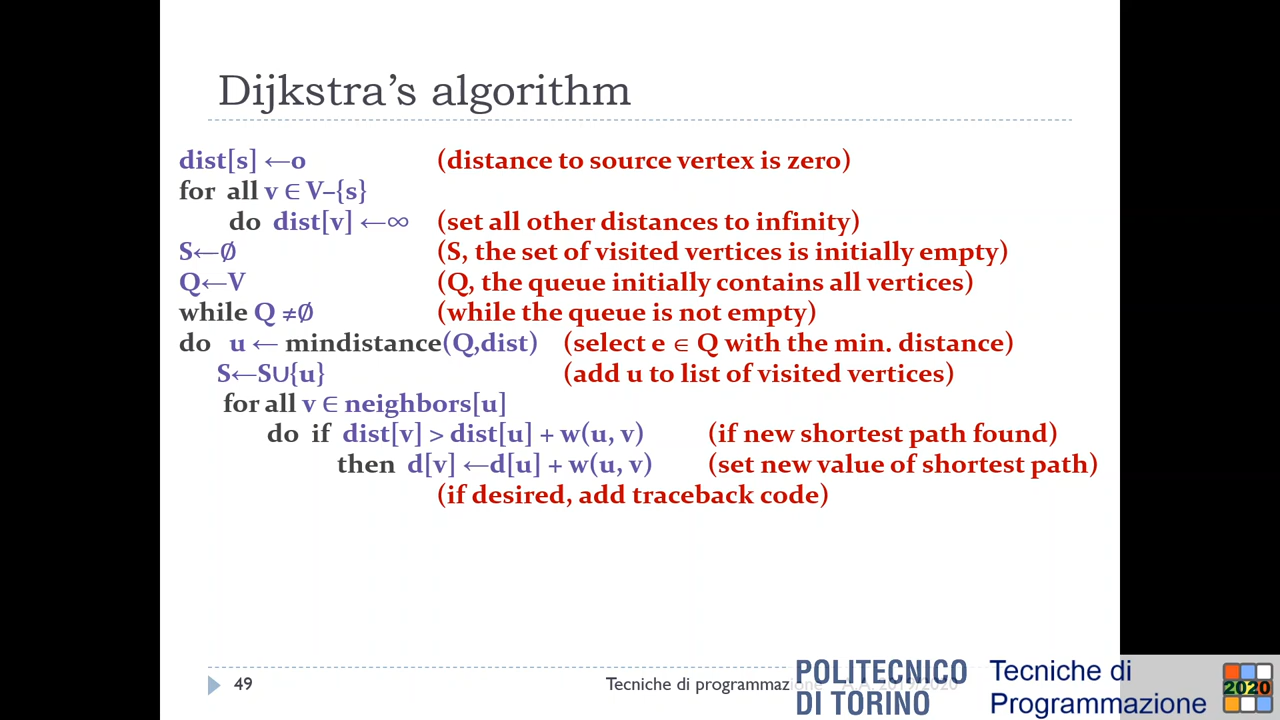 Dijkstra's algorithm
dist[s] ←o (distance to source vertex is zero)
for all v ∈ V–{s}
do dist[v] ←∞ (set all other distances to infinity)
S←∅ (S, the set of visited vertices is initially empty)
Q←V (Q, the queue initially contains all vertices)
while Q ≠∅ (while the queue is not empty)
do u ← mindistance(Q,dist) (select e ∈ Q with the min. distance)
S←S∪{u} (add u to list of visited vertices)
for all v ∈ neighbors[u]
do if dist[v] > dist[u] + w(u, v) (if new shortest path found)
then d[v] ←d[u] + w(u, v) (set new value of shortest path)
(if desired, add traceback code)
49
Tecniche di programmazione A.A. 2019/2020
POLITECNICO
DI TORINO
Tecniche di
Programmazione
2020